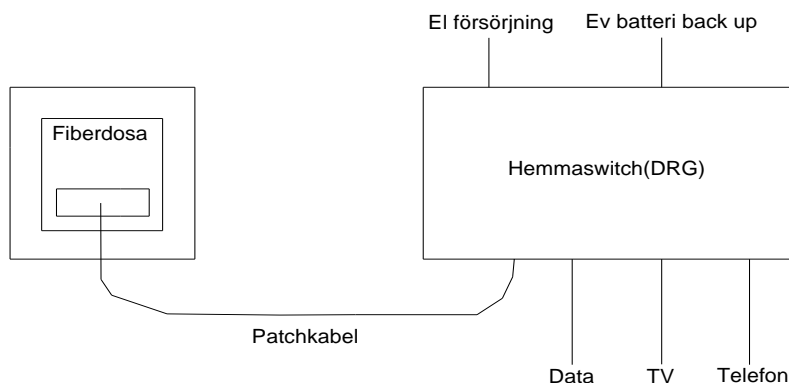 El försörjning
Ev batteri back up
Fiberdosa
Hemmaswitch(DRG)
Patchkabel
Data
TV
Telefon